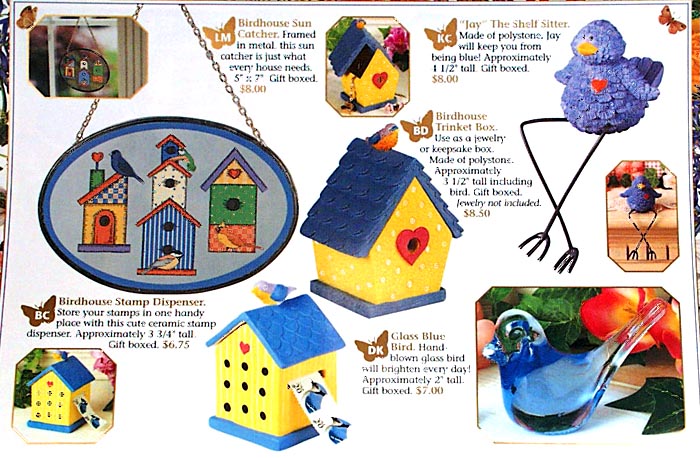 LM
Birdhouse Sun
Catcher. Framed
in metal, this sun
catcher is just what
every house needs.
5" x 7" Gift boxed.
$8.00
KC
"Jay" The Shelf Sitter.
Made of polystone, Jay
will keep you from
being blue! Approximately
4 1/2" tall. Gift boxed.
$8.00
BD
Birdhouse
Trinket Box.
Use as a jewelry
or keepsake box.
Made of polystone.
Approximately
3 1/2" tall including
bird. Gift boxed.
Jewelry not included.
$8.50
BC
Birdhouse Stamp Dispenser.
Store your stamps in one handy
place with this cute ceramic stamp
dispenser. Approximately 3 3/4" tall.
Gift boxed. $6.75
DK
Glass Blue
Bird. Hand-
blown glass bird
will brighten every day!
Approximately 2" tall.
Gift boxed. $7.00